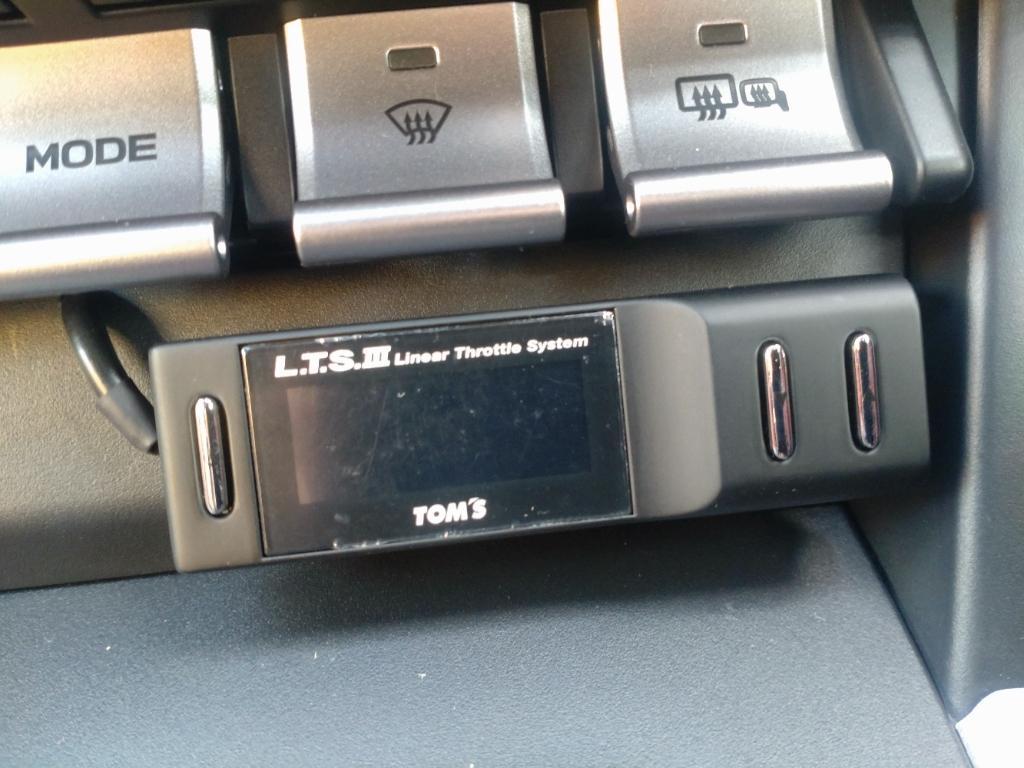 MODE
L.T.S.III Linear Throttle System
TOM'S